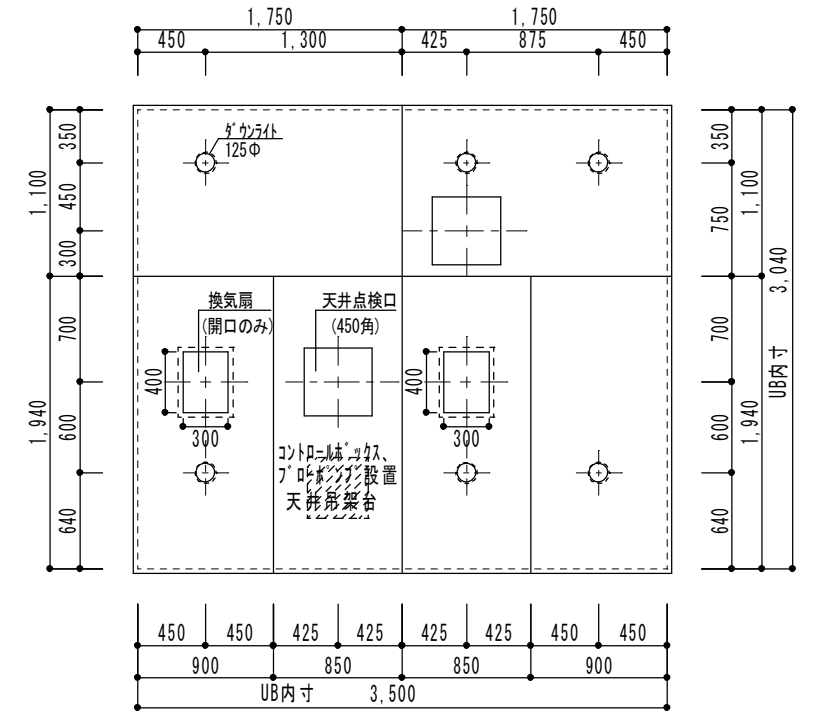 1,750 1,750
450 1,300 425 875 450
350
450
1,100
300
700
400
600
1,940
640
ダウンライト
125Φ
換気扇
(開口のみ)
天井点検口
(450角)
400
300
300
コントロールボックス、
ブローポンプ設置
天井吊架台
350
750
1,100
3,040
700
UB内寸
600
1,940
640
450 450 425 425 425 425 450 450
900 850 850 900
UB内寸 3,500